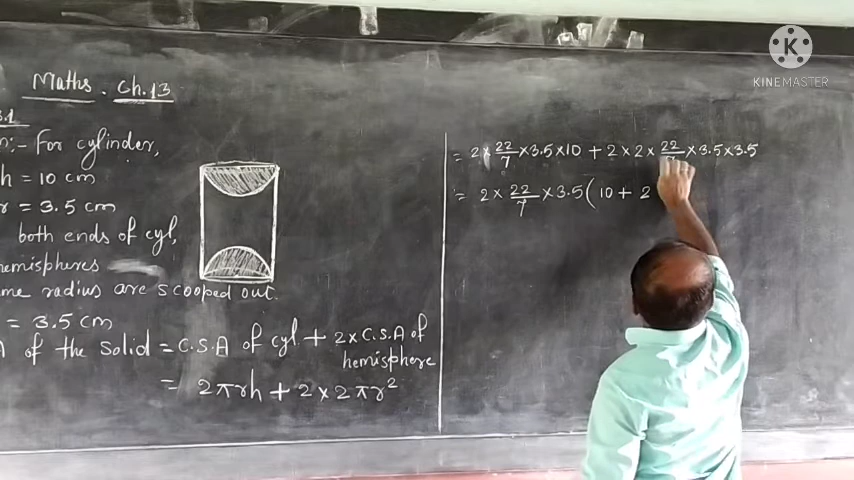 Maths. Ch.13
3.1
:- For cylinder,
h = 10 cm
r = 3.5 cm
both ends of cyl,
hemispheres
radius are scooped out.
= 3.5 cm
of the solid = C.S.A of cyl + 2 × C.S.A of hemisphere
= 2πrh + 2 × 2πr²
= 2 × 22/7 × 3.5 × 10 + 2 × 2 × 22/7 × 3.5 × 3.5
= 2 × 22/7 × 3.5 ( 10 + 2
K
KINEMASTER